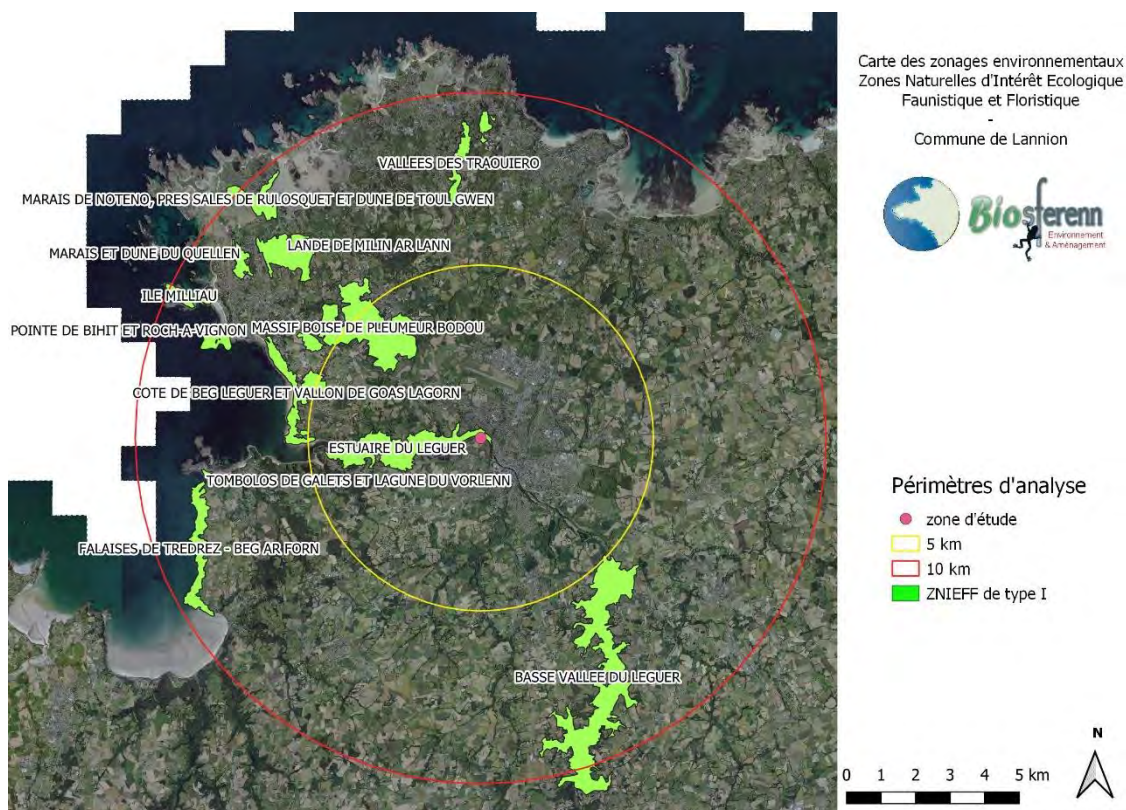 Carte des zonages environnementaux
Zones Naturelles d'Intérêt Ecologique
Faunistique et Floristique
-
Commune de Lannion
Biosferenn
Environnement
& Aménagement
VALLEES DES TRAOUIERO
MARAIS DE NOTENO, PRES SALES DE RULOSQUET ET DUNE DE TOUL GWEN
MARAIS ET DUNE DU QUELLEN
LANDE DE MILIN AR LANN
ILE MILLIAU
POINTE DE BIHIT ET ROCH-A-VIGNON
MASSIF BOISE DE PLEUMEUR BODOU
COTE DE BEG LEGUER ET VALLON DE GOAS LAGORN
ESTUAIRE DU LEGUER
TOMBOLOS DE GALETS ET LAGUNE DU VORLENN
FALAISES DE TREDREZ - BEG AR FORN
BASSE VALLEE DU LEGUER
Périmètres d'analyse
zone d'étude
5 km
10 km
ZNIEFF de type I
N
0 1 2 3 4 5 km